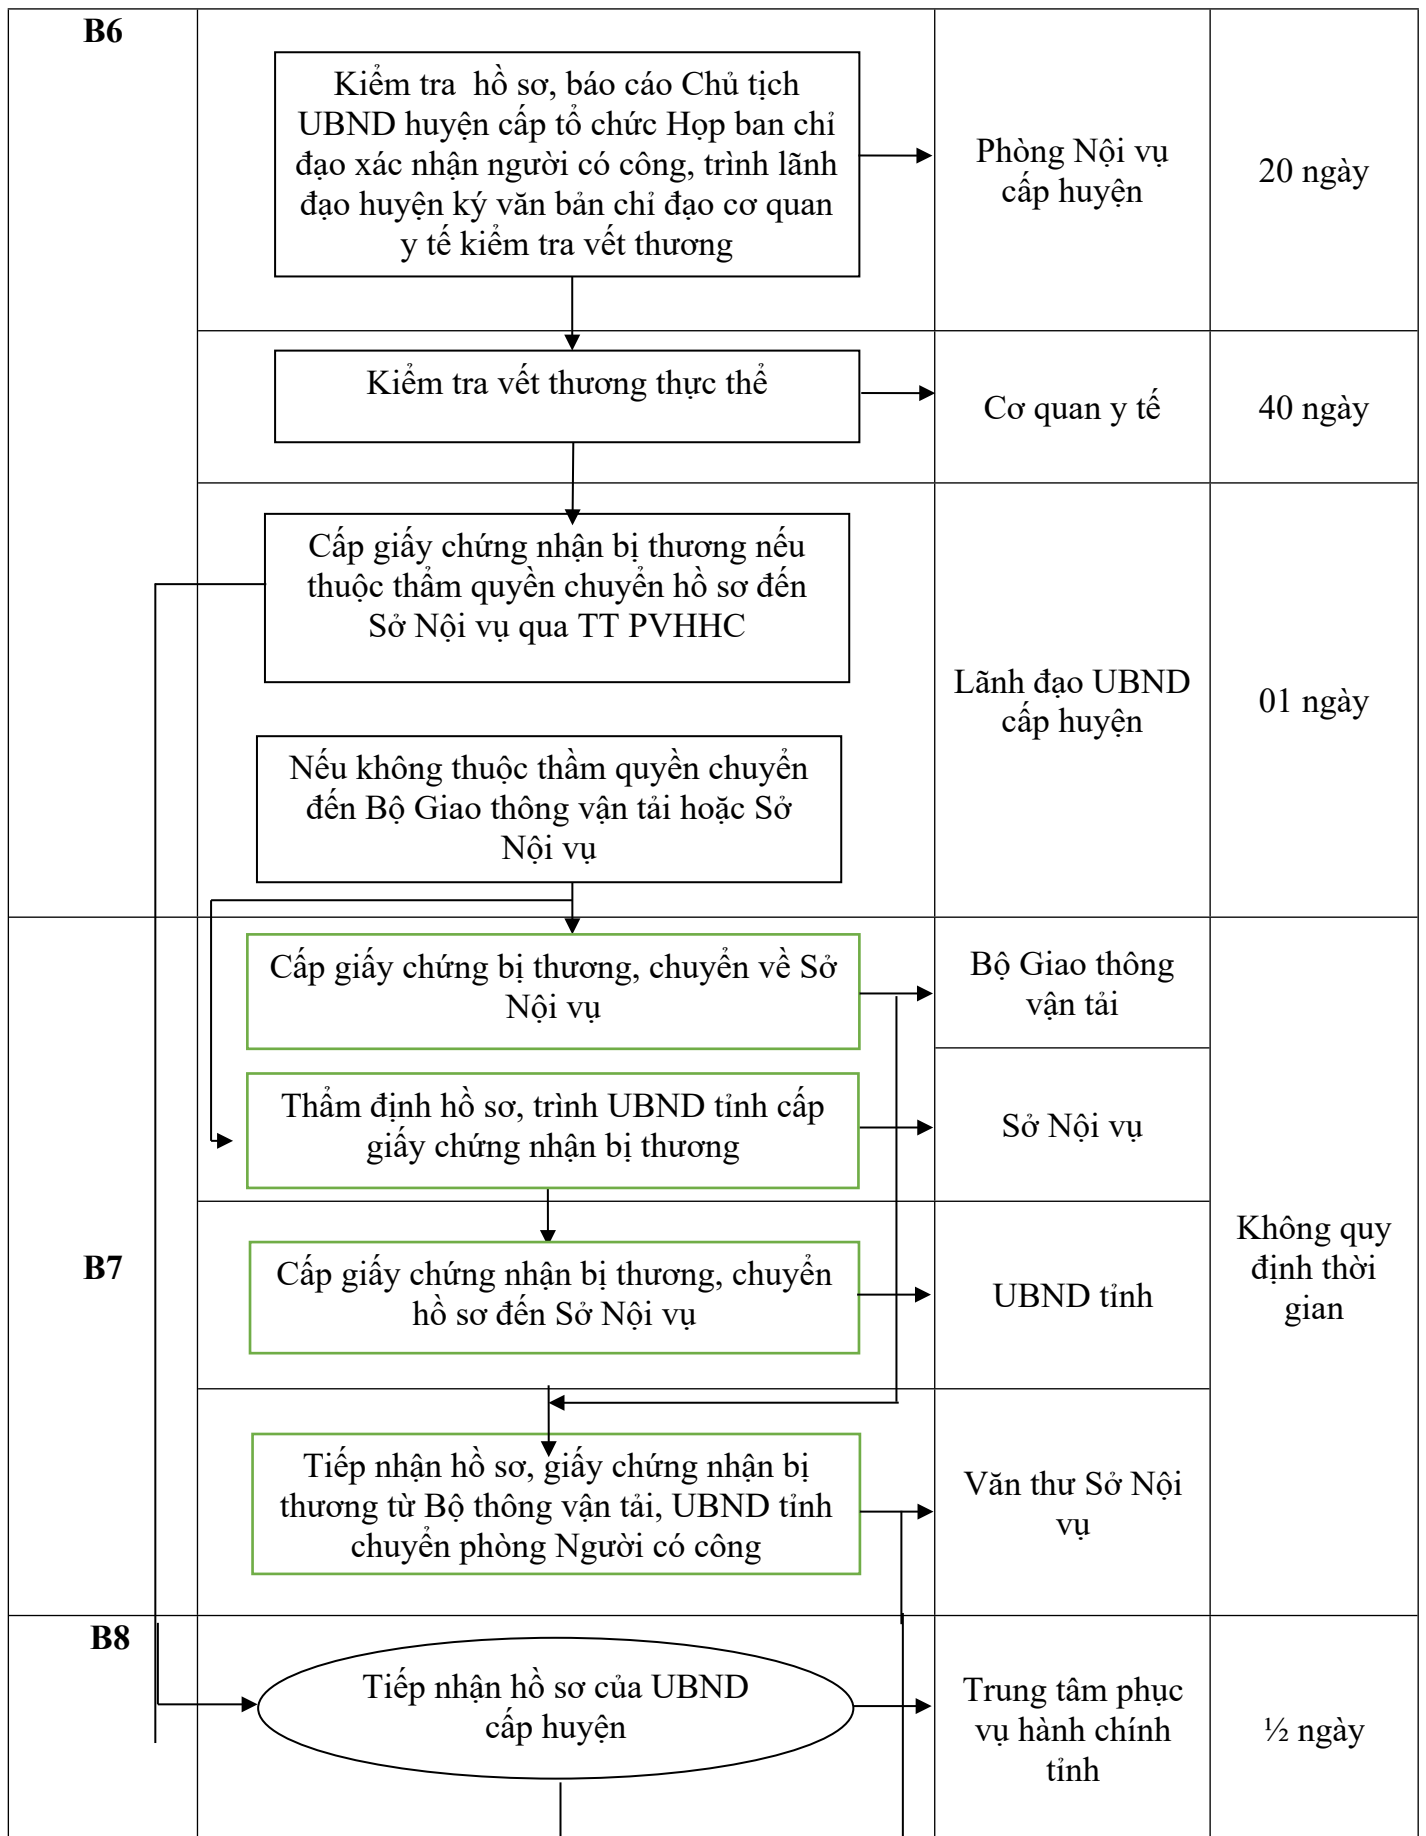 B6
Kiểm tra hồ sơ, báo cáo Chủ tịch
UBND huyện cấp tổ chức Họp ban chỉ
đạo xác nhận người có công, trình lãnh
đạo huyện ký văn bản chỉ đạo cơ quan
y tế kiểm tra vết thương
Phòng Nội vụ
cấp huyện
20 ngày
Kiểm tra vết thương thực thể
Cơ quan y tế
40 ngày
Cấp giấy chứng nhận bị thương nếu
thuộc thẩm quyền chuyển hồ sơ đến
Sở Nội vụ qua TT PVHHC
Nếu không thuộc thầm quyền chuyển
đến Bộ Giao thông vận tải hoặc Sở
Nội vụ
Lãnh đạo UBND
cấp huyện
01 ngày
B7
Cấp giấy chứng bị thương, chuyển về Sở
Nội vụ
Bộ Giao thông
vận tải
Thẩm định hồ sơ, trình UBND tỉnh cấp
giấy chứng nhận bị thương
Sở Nội vụ
Cấp giấy chứng nhận bị thương, chuyển
hồ sơ đến Sở Nội vụ
UBND tỉnh
Tiếp nhận hồ sơ, giấy chứng nhận bị
thương từ Bộ thông vận tải, UBND tỉnh
chuyển phòng Người có công
Văn thư Sở Nội
vụ
Không quy
định thời
gian
B8
Tiếp nhận hồ sơ của UBND
cấp huyện
Trung tâm phục
vụ hành chính
tỉnh
½ ngày